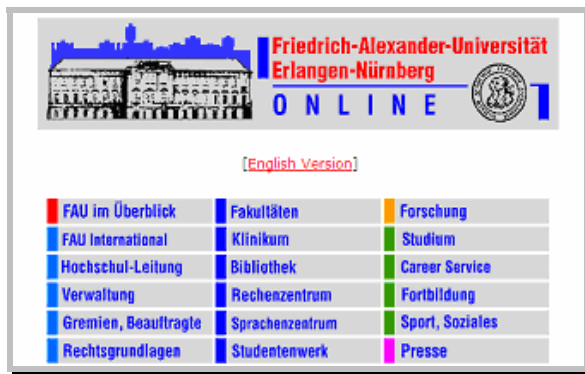 Friedrich-Alexander-Universität
Erlangen-Nürnberg
ONLINE
[English Version]
FAU im Überblick Fakultäten Forschung
FAU International Klinikum Studium
Hochschul-Leitung Bibliothek Career Service
Verwaltung Rechenzentrum Fortbildung
Gremien, Beauftragte Sprachenzentrum Sport, Soziales
Rechtsgrundlagen Studentenwerk Presse